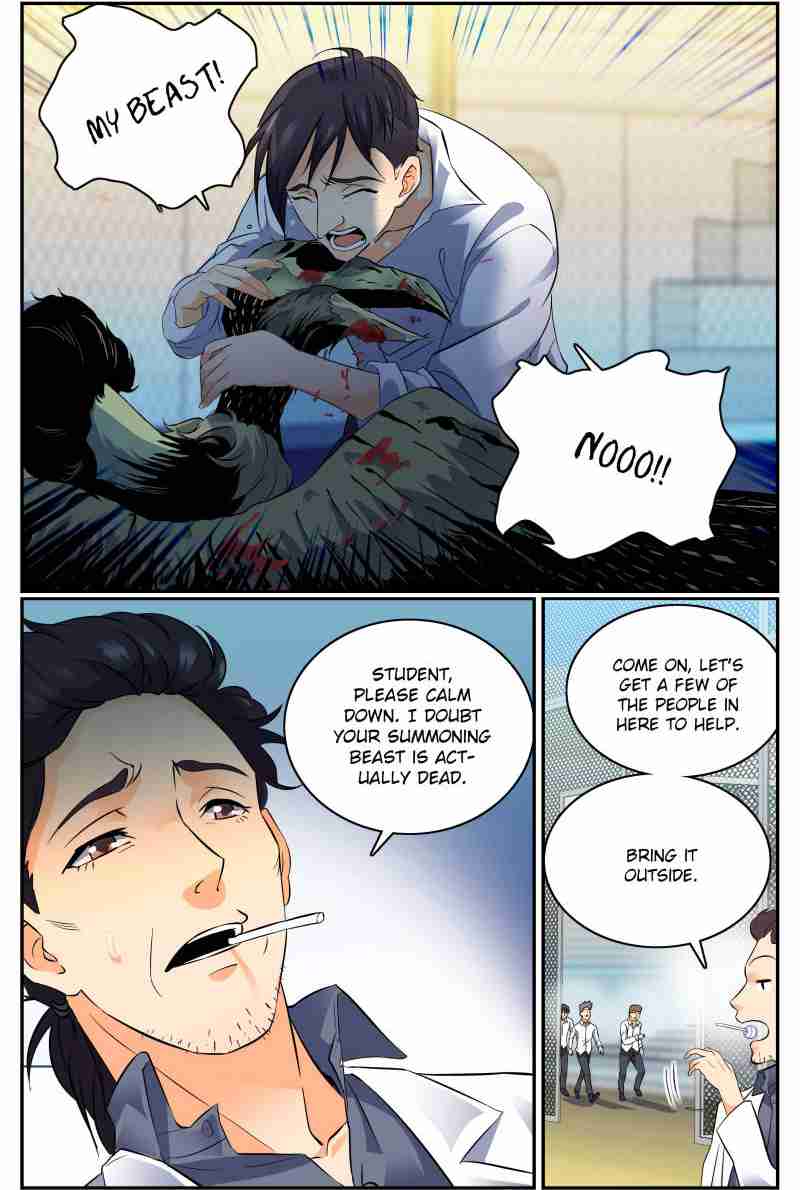 MY BEAST!
NOOO!!
STUDENT,
PLEASE CALM
DOWN. I DOUBT
YOUR SUMMONING
BEAST IS ACT-
UALLY DEAD.
COME ON, LET'S
GET A FEW OF
THE PEOPLE IN
HERE TO HELP.
BRING IT
OUTSIDE.